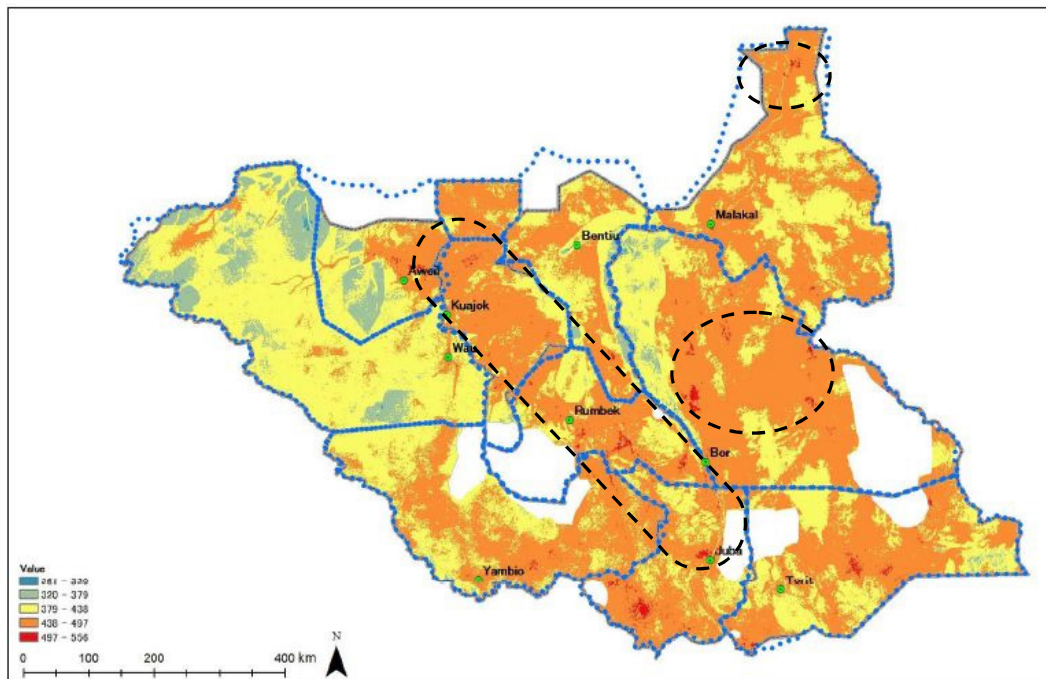 Malakal
Bentiu
Kuajok
Wau
Rumbek
Bor
Juba
Yambio
Torit
Value
320 - 379
379 - 438
438 - 497
497 - 556
N
0 100 200 400 km